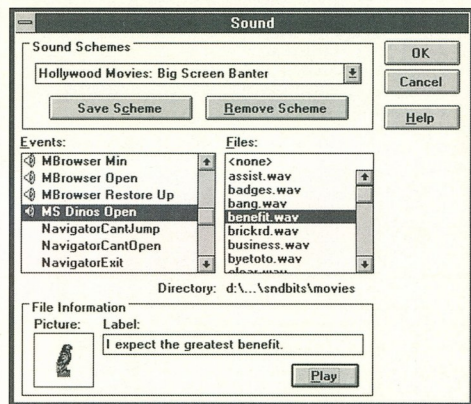 Sound
Sound Schemes
Hollywood Movies: Big Screen Banter
Save Scheme
Remove Scheme
OK
Cancel
Help
Events:
MBrowser Min
MBrowser Open
MBrowser Restore Up
MS Dinos Open
NavigatorCantJump
NavigatorCantOpen
NavigatorExit
Files:
<none>
assist.wav
badges.wav
bang.wav
benefit.wav
brickrd.wav
business.wav
byetoto.wav
Directory: d:\...\sndbits\movies
File Information
Picture:
Label:
I expect the greatest benefit.
Play